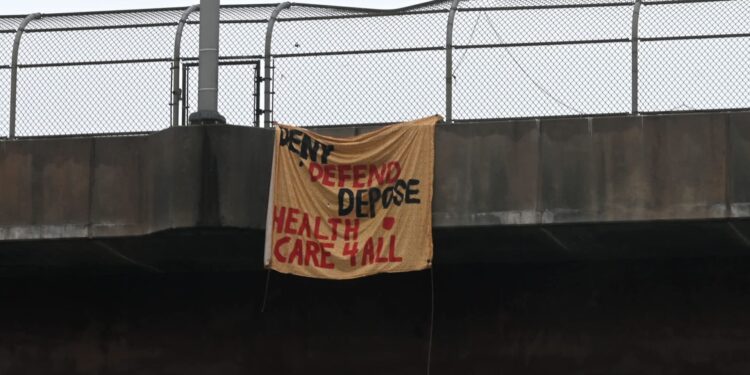 DENY
DEFEND
DEPOSE
HEALTH
CARE 4 ALL